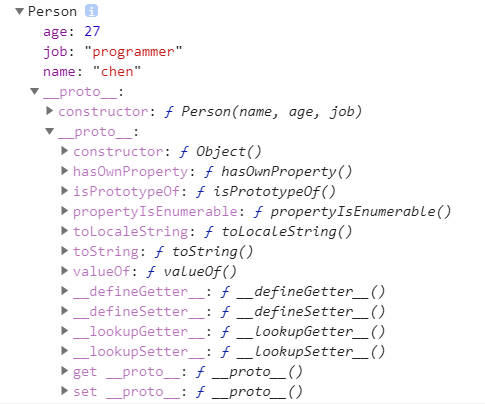 Person i
age: 27
job: "programmer"
name: "chen"
__proto__:
constructor: ƒ Person(name, age, job)
__proto__:
constructor: ƒ Object()
hasOwnProperty: ƒ hasOwnProperty()
isPrototypeOf: ƒ isPrototypeOf()
propertyIsEnumerable: ƒ propertyIsEnumerable()
toLocaleString: ƒ toLocaleString()
toString: ƒ toString()
valueOf: ƒ valueOf()
__defineGetter__: ƒ __defineGetter__()
__defineSetter__: ƒ __defineSetter__()
__lookupGetter__: ƒ __lookupGetter__()
__lookupSetter__: ƒ __lookupSetter__()
get __proto__: ƒ __proto__()
set __proto__: ƒ __proto__()